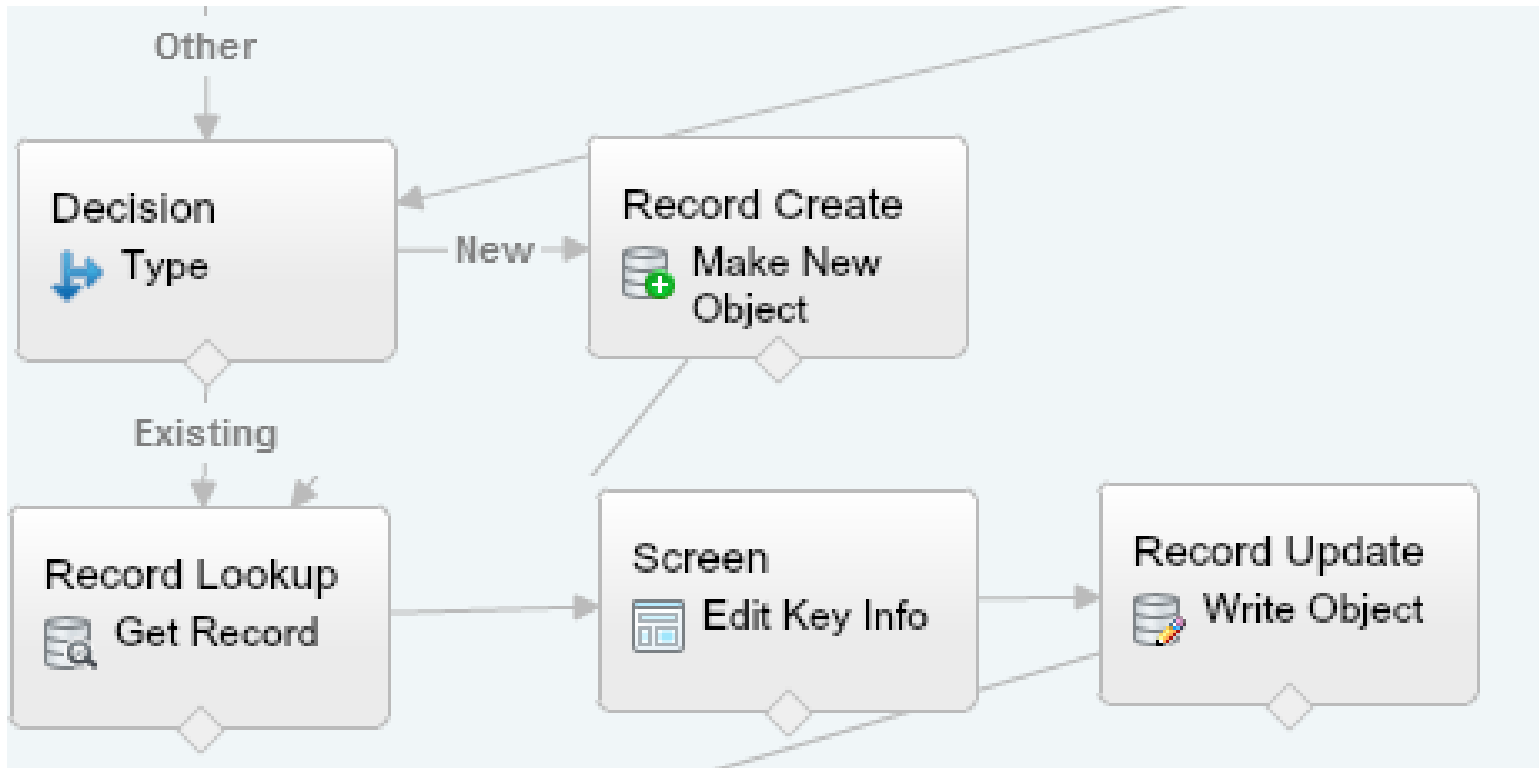 Other
Decision
Type
New
Record Create
Make New
Object
Existing
Record Lookup
Get Record
Screen
Edit Key Info
Record Update
Write Object